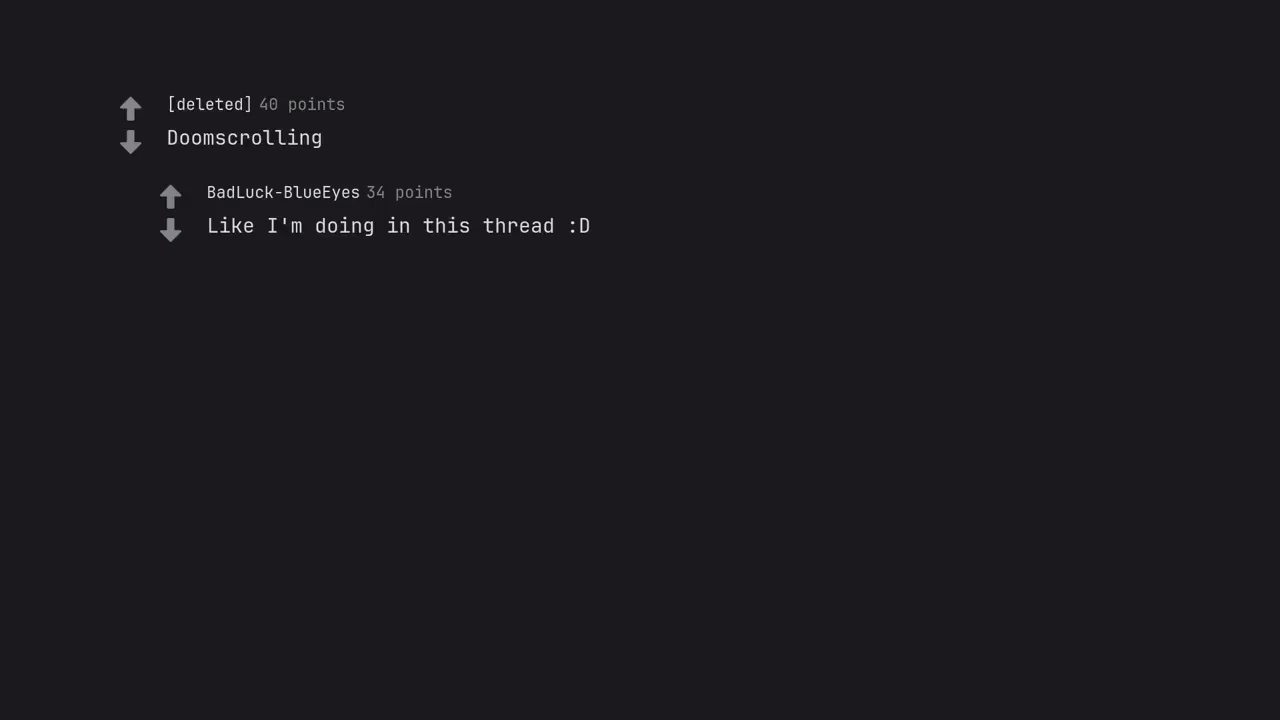 [deleted] 40 points
Doomscrolling
BadLuck-BlueEyes 34 points
Like I'm doing in this thread :D